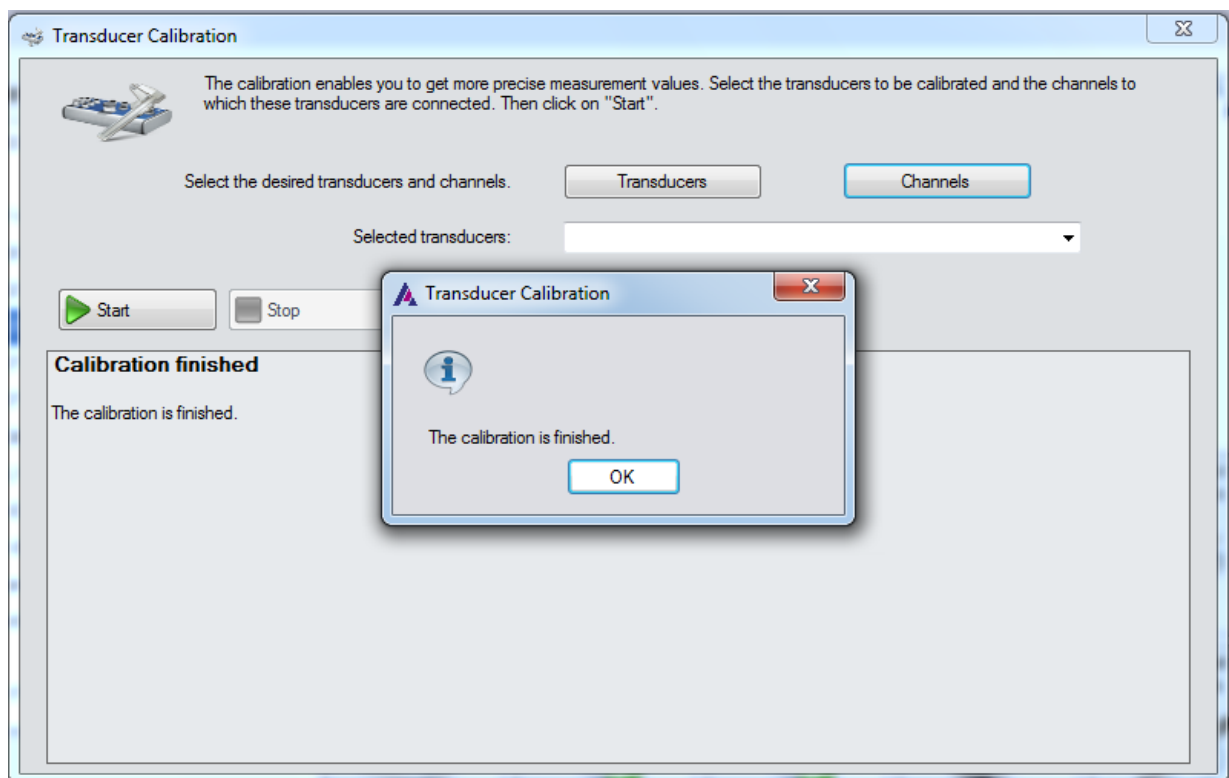 Transducer Calibration
The calibration enables you to get more precise measurement values. Select the transducers to be calibrated and the channels to
which these transducers are connected. Then click on "Start".
Select the desired transducers and channels.
Transducers
Channels
Selected transducers:
Start
Stop
Calibration finished
The calibration is finished.
Transducer Calibration
The calibration is finished.
OK